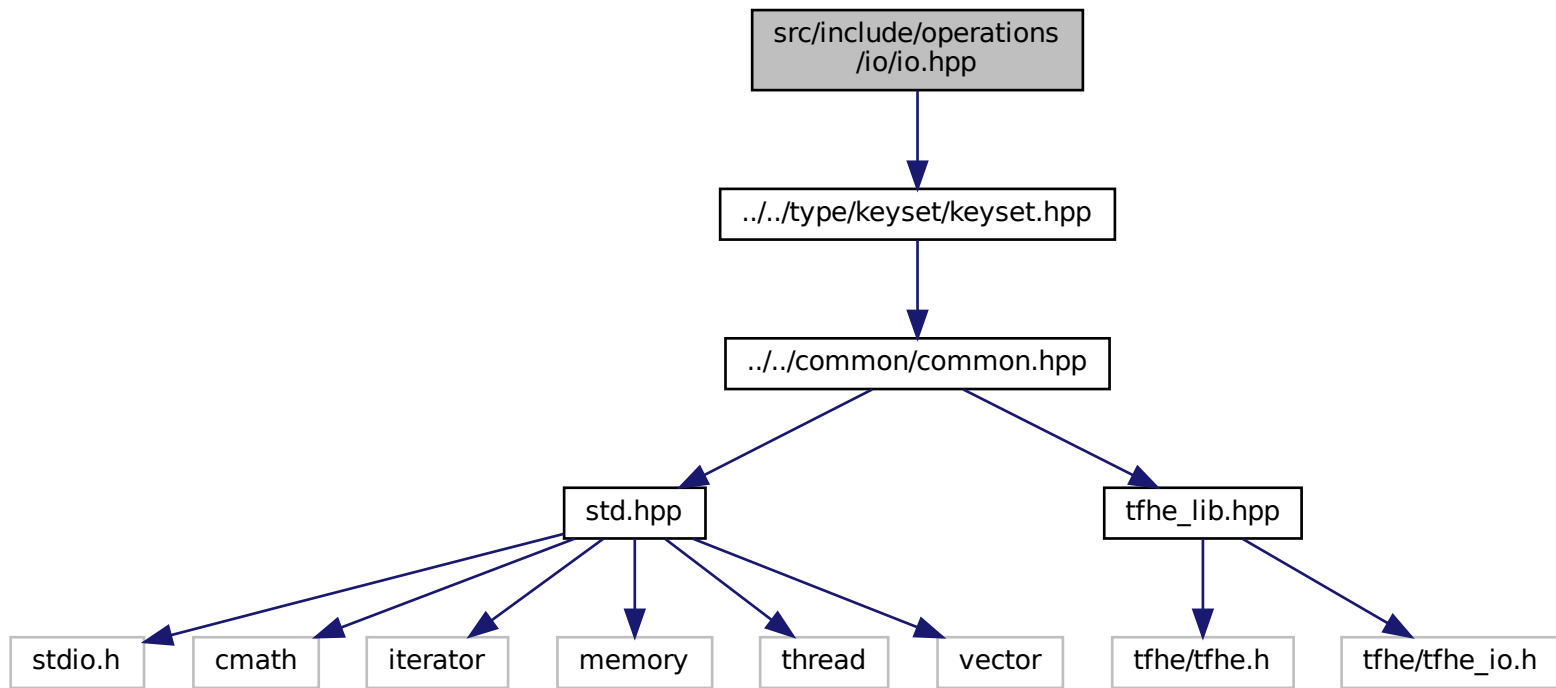 src/include/operations
/io/io.hpp
../../type/keyset/keyset.hpp
../../common/common.hpp
std.hpp
tfhe_lib.hpp
stdio.h
cmath
iterator
memory
thread
vector
tfhe/tfhe.h
tfhe/tfhe_io.h